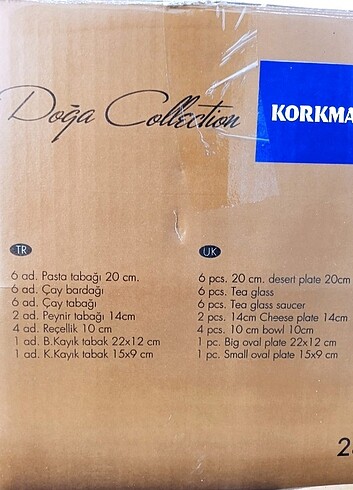 Doğa Collection
KORKMA
TR
6 ad. Pasta tabağı 20 cm.
6 ad. Çay bardağı
6 ad. Çay tabağı
2 ad. Peynir tabağı 14cm
4 ad. Reçellik 10 cm
1 ad. B.Kayık tabak 22x12 cm
1 ad. K.Kayık tabak 15x9 cm
UK
6 pcs. 20 cm. desert plate 20cm
6 pcs. Tea glass
6 pcs. Tea glass saucer
2 pcs. 14cm Cheese plate 14cm
4 pcs. 10 cm bowl 10cm
1 pc. Big oval plate 22x12 cm
1 pc. Small oval plate 15x9 cm